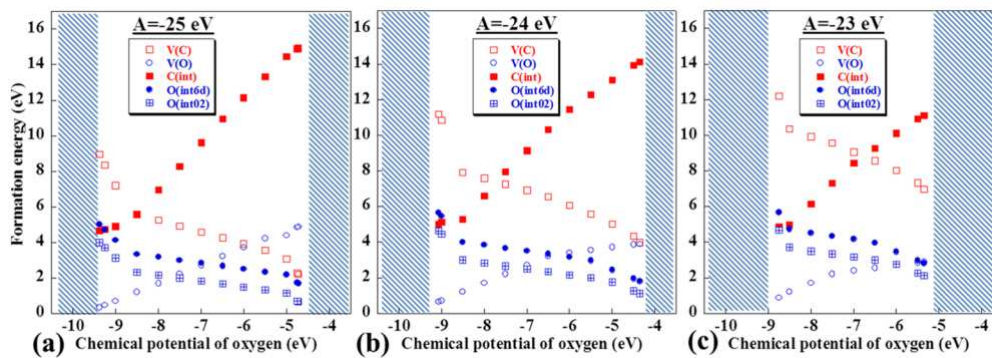 A=-25 eV
A=-24 eV
A=-23 eV
16
14
12
10
8
6
4
2
0
Formation energy (eV)
V(C)
V(O)
C(int)
O(int6d)
O(int02)
-10 -9 -8 -7 -6 -5 -4
Chemical potential of oxygen (eV)
(a)
16
14
12
10
8
6
4
2
0
V(C)
V(O)
C(int)
O(int6d)
O(int02)
-10 -9 -8 -7 -6 -5 -4
Chemical potential of oxygen (eV)
(b)
16
14
12
10
8
6
4
2
0
V(C)
V(O)
C(int)
O(int6d)
O(int02)
-10 -9 -8 -7 -6 -5 -4
Chemical potential of oxygen (eV)
(c)